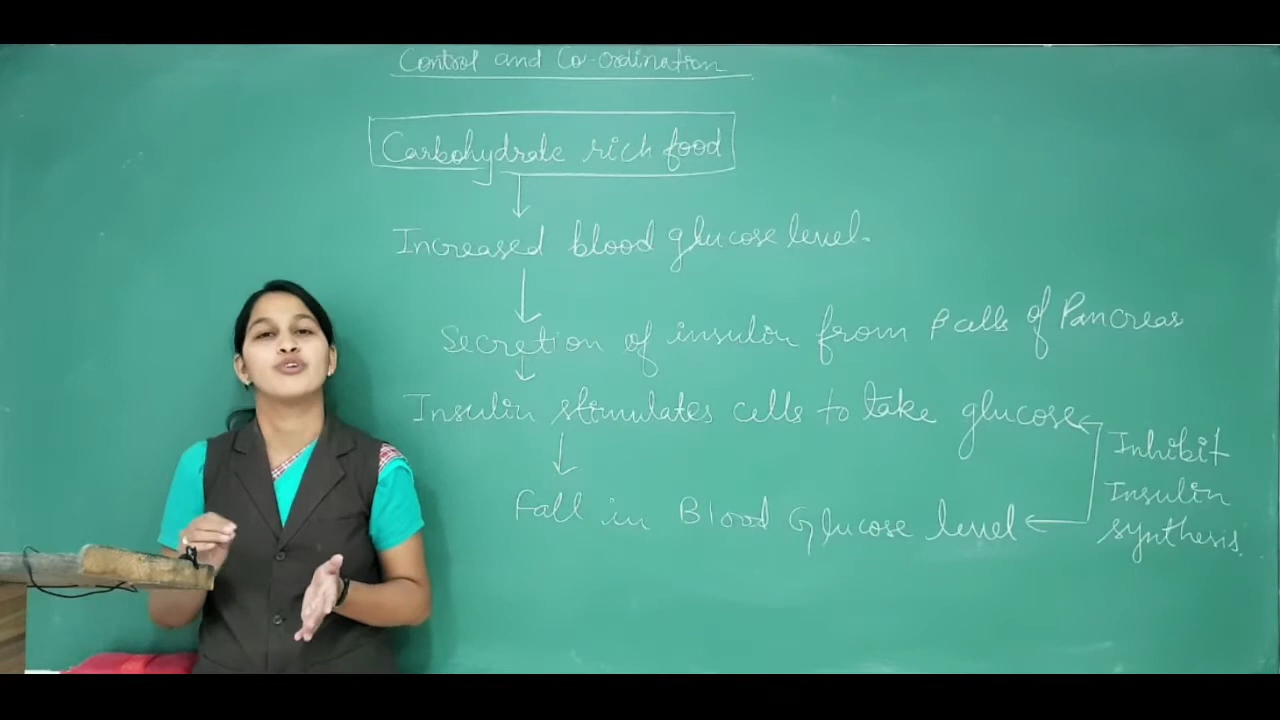 Control and Co-ordination
Carbohydrate rich food
Increased blood glucose level.
Secretion of insulin from β cells of Pancreas
Insulin stimulates cells to take glucose
Fall in Blood Glucose level
Inhibit
Insulin
synthesis.